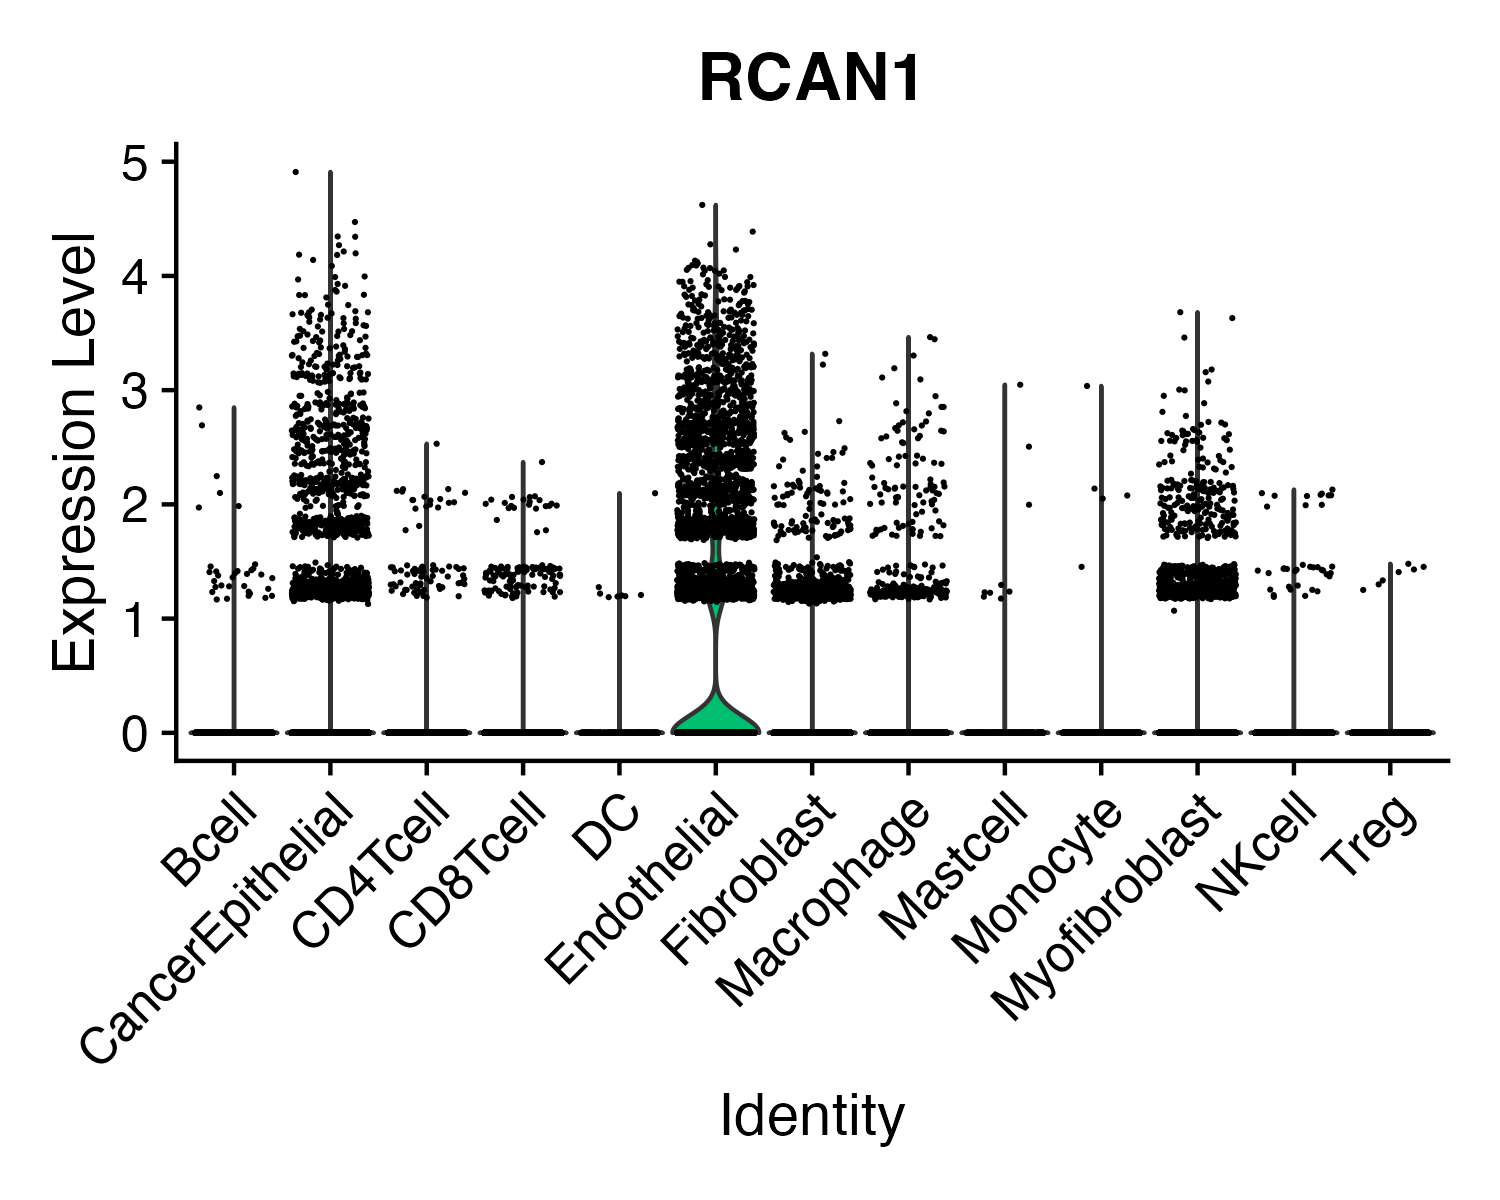 RCAN1
Expression Level
5
4
3
2
1
0
Bcell
CancerEpithelial
CD4Tcell
CD8Tcell
DC
Endothelial
Fibroblast
Macrophage
Mastcell
Monocyte
Myofibroblast
NKcell
Treg
Identity